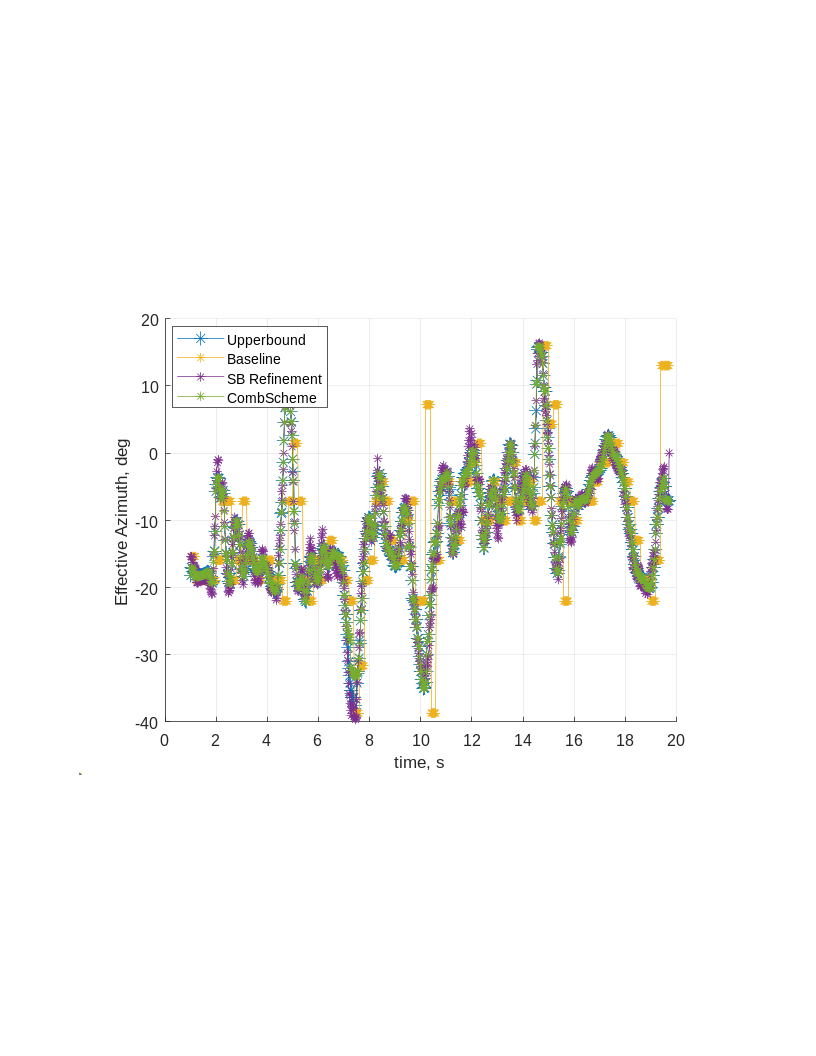 20
10
0
-10
-20
-30
-40
Effective Azimuth, deg
Upperbound
Baseline
SB Refinement
CombScheme
0 2 4 6 8 10 12 14 16 18 20
time, s